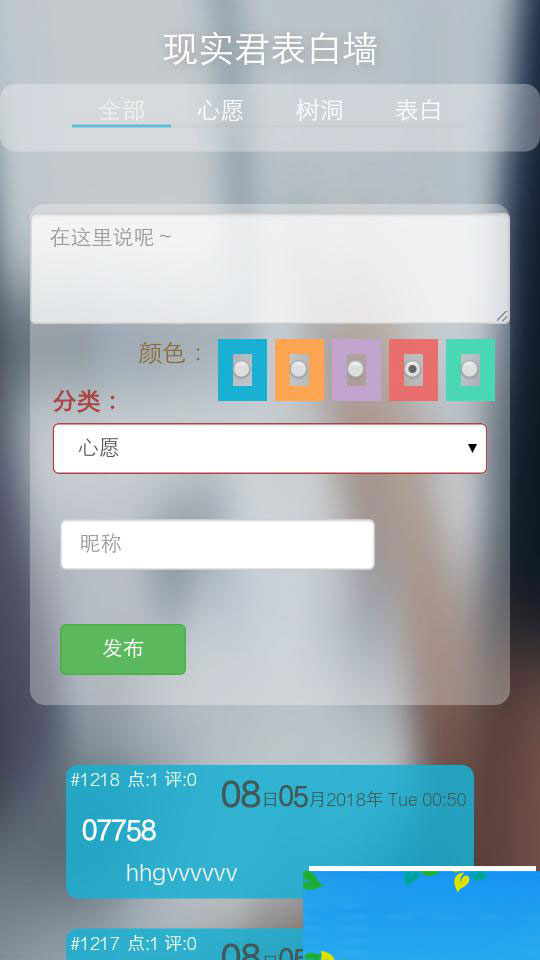 现实君表白墙
全部 心愿 树洞 表白
在这里说呢 ~
颜色：
分类：
心愿
昵称
发布
#1218 点:1 评:0
08日05月2018年 Tue 00:50
07758
hhgvvvvvv
#1217 点:1 评:0
08日05